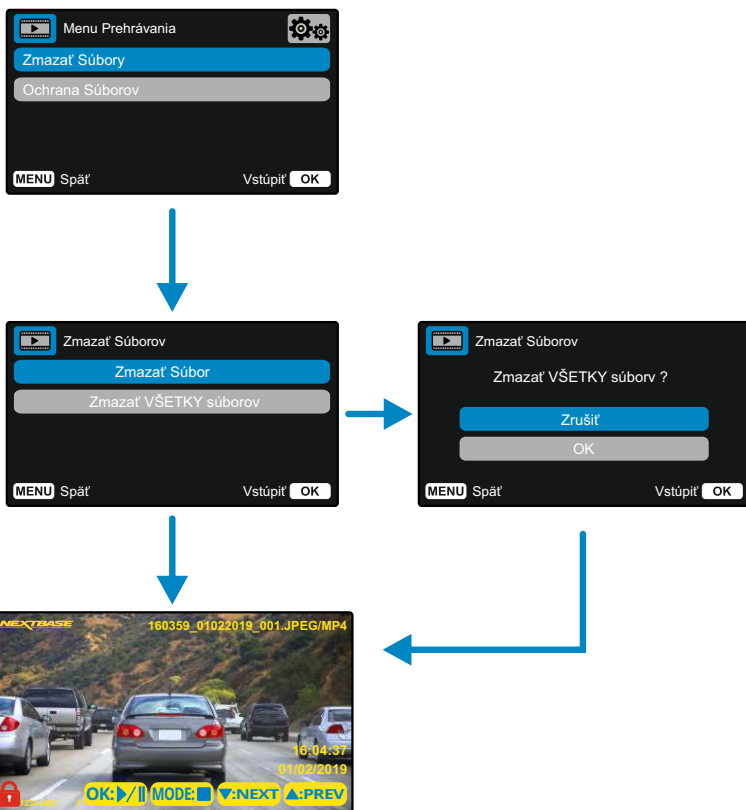 Menu Prehrávania
Zmazať Súbory
Ochrana Súborov
MENU Späť Vstúpiť OK
Zmazať Súborov
Zmazať Súbor
Zmazať VŠETKY súborov
MENU Späť Vstúpiť OK
Zmazať Súborov
Zmazať VŠETKY súborv ?
Zrušiť
OK
MENU Späť Vstúpiť OK
NEXTBASE 160359_01022019_001.JPEG/MP4
16:04:37
01/02/2019
OK: ▶/|| MODE: ■ ▼:NEXT ▲:PREV